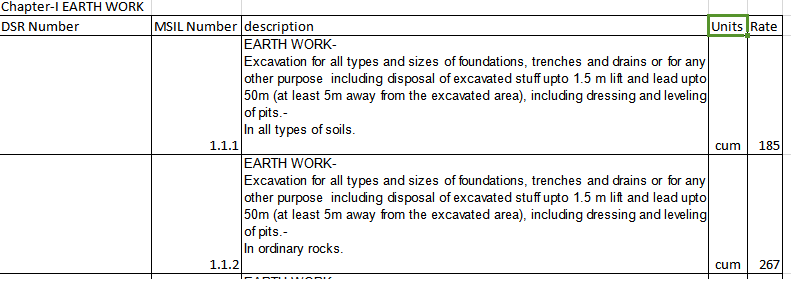 Chapter-I EARTH WORK
DSR Number MSIL Number description Units Rate
EARTH WORK-
Excavation for all types and sizes of foundations, trenches and drains or for any
other purpose including disposal of excavated stuff upto 1.5 m lift and lead upto
50m (at least 5m away from the excavated area), including dressing and leveling
of pits.-
In all types of soils.
1.1.1 cum 185
EARTH WORK-
Excavation for all types and sizes of foundations, trenches and drains or for any
other purpose including disposal of excavated stuff upto 1.5 m lift and lead upto
50m (at least 5m away from the excavated area), including dressing and leveling
of pits.-
In ordinary rocks.
1.1.2 cum 267